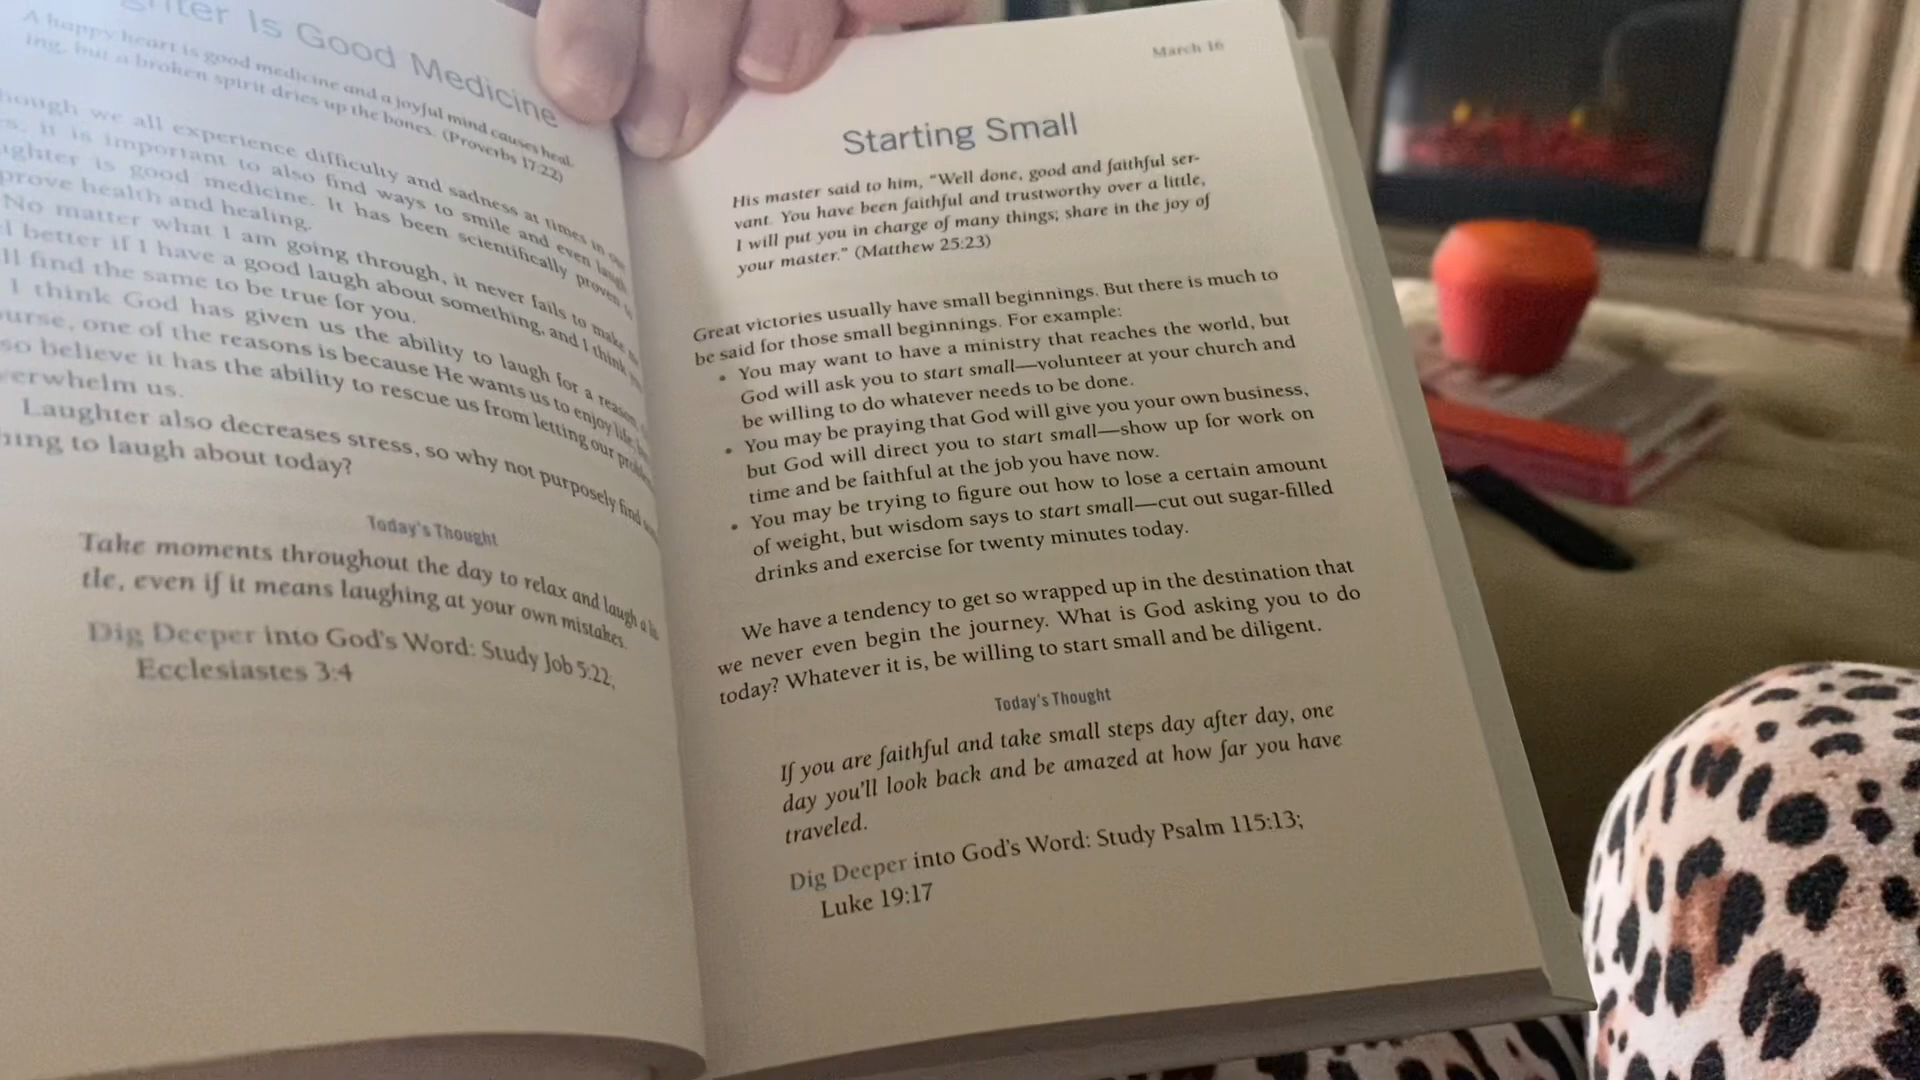 ghter Is Good Medicine
A happy heart is good medicine and a joyful mind causes heal-
ing, but a broken spirit dries up the bones. (Proverbs 17:22)
hough we all experience difficulty and sadness at times in our
s, it is important to also find ways to smile and even laugh.
ughter is good medicine. It has been scientifically proven to
prove health and healing.
No matter what I am going through, it never fails to make me
l better if I have a good laugh about something, and I think you
ll find the same to be true for you.
I think God has given us the ability to laugh for a reason.
urse, one of the reasons is because He wants us to enjoy life, but
so believe it has the ability to rescue us from letting our problems
verwhelm us.
Laughter also decreases stress, so why not purposely find
hing to laugh about today?
Today's Thought
Take moments throughout the day to relax and laugh a lit-
tle, even if it means laughing at your own mistakes.
Dig Deeper into God's Word: Study Job 5:22;
Ecclesiastes 3:4
March 16
Starting Small
His master said to him, "Well done, good and faithful ser-
vant. You have been faithful and trustworthy over a little,
I will put you in charge of many things; share in the joy of
your master." (Matthew 25:23)
Great victories usually have small beginnings. But there is much to
be said for those small beginnings. For example:
• You may want to have a ministry that reaches the world, but
God will ask you to start small—volunteer at your church and
be willing to do whatever needs to be done.
• You may be praying that God will give you your own business,
but God will direct you to start small—show up for work on
time and be faithful at the job you have now.
• You may be trying to figure out how to lose a certain amount
of weight, but wisdom says to start small—cut out sugar-filled
drinks and exercise for twenty minutes today.
We have a tendency to get so wrapped up in the destination that
we never even begin the journey. What is God asking you to do
today? Whatever it is, be willing to start small and be diligent.
Today's Thought
If you are faithful and take small steps day after day, one
day you'll look back and be amazed at how far you have
traveled.
Dig Deeper into God's Word: Study Psalm 115:13;
Luke 19:17